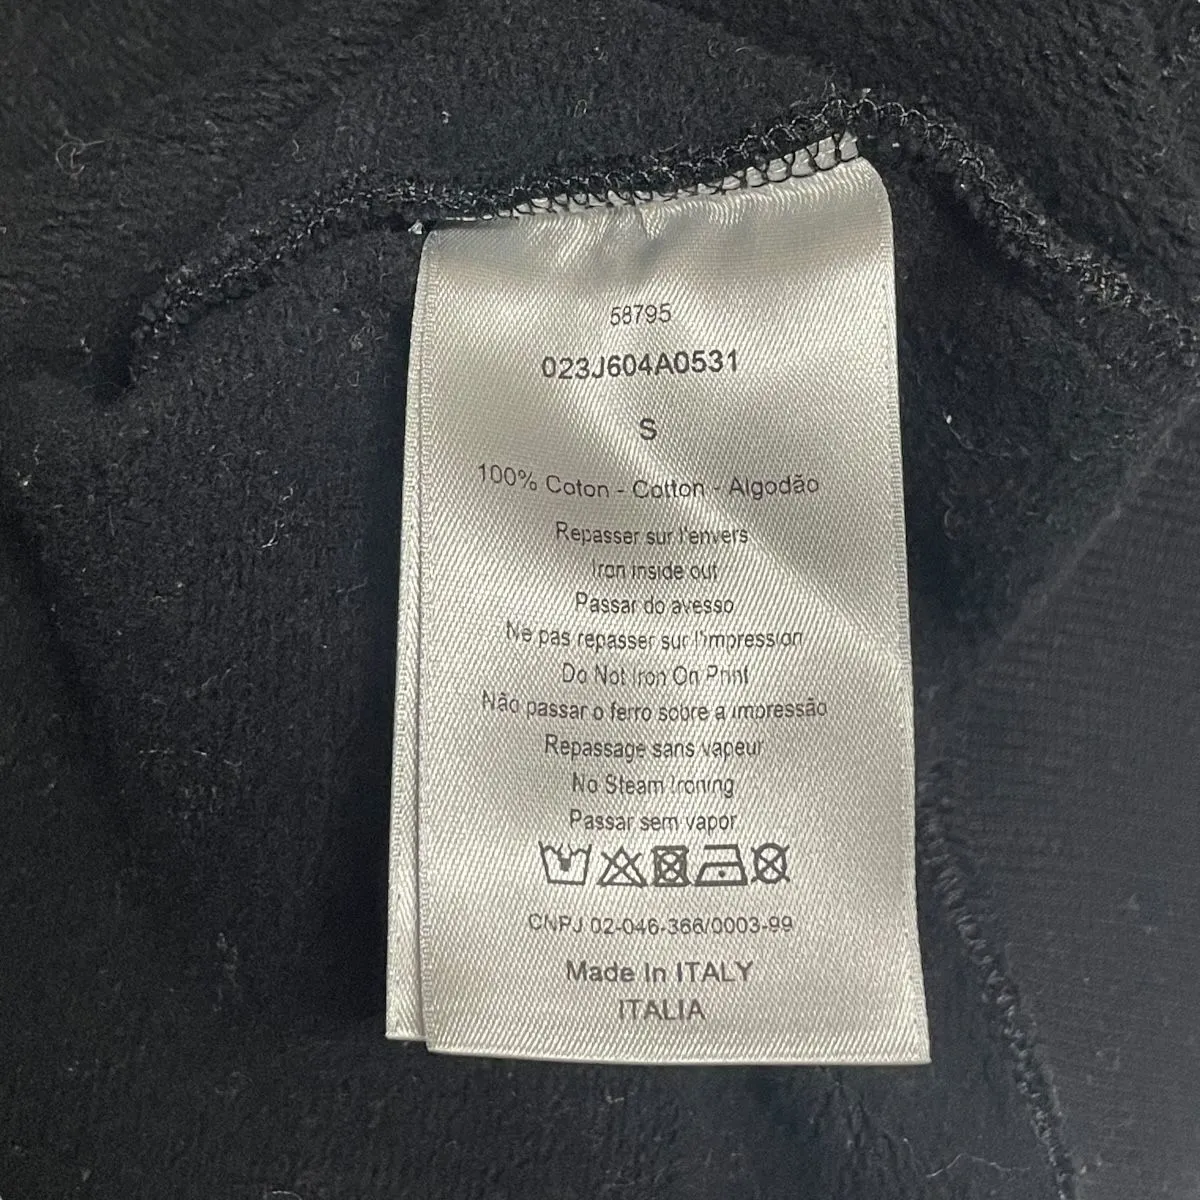 58795
023J604A0531
S
100% Coton - Cotton - Algodão
Repasser sur l'envers
Iron inside out
Passar do avesso
Ne pas repasser sur l'impression
Do Not Iron On Print
Não passar o ferro sobre a impressão
Repassage sans vapeur
No Steam Ironing
Passar sem vapor
CNPJ 02-046-366/0003-99
Made In ITALY
ITALIA